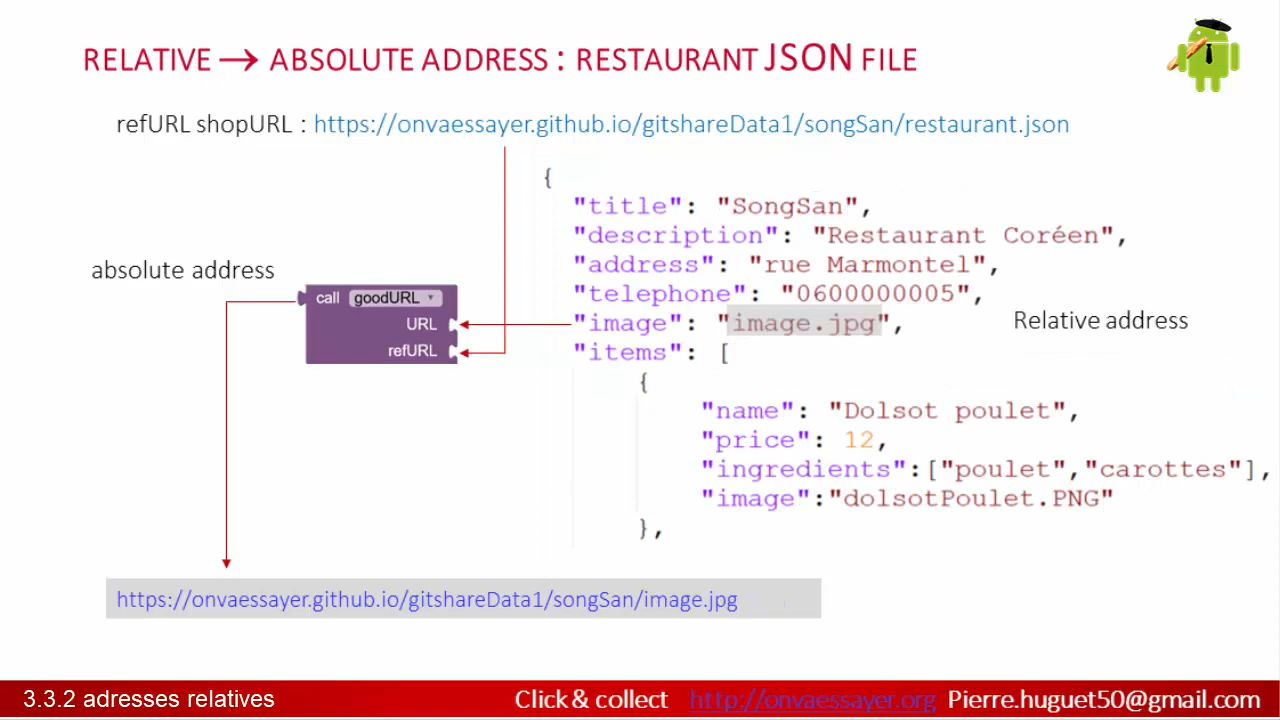 RELATIVE → ABSOLUTE ADDRESS : RESTAURANT JSON FILE
refURL shopURL : https://onvaessayer.github.io/gitshareData1/songSan/restaurant.json
{
"title": "SongSan",
"description": "Restaurant Coréen",
"address": "rue Marmontel",
"telephone": "0600000005",
"image": "image.jpg",
"items": [
{
"name": "Dolsot poulet",
"price": 12,
"ingredients":["poulet","carottes"],
"image":"dolsotPoulet.PNG"
},
Relative address
absolute address
call goodURL
URL
refURL
https://onvaessayer.github.io/gitshareData1/songSan/image.jpg
3.3.2 adresses relatives
Click & collect http://onvaessayer.org Pierre.huguet50@gmail.com